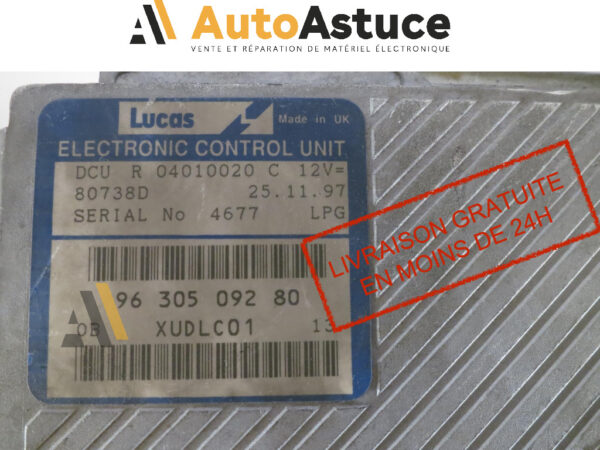 AutoAstuce
VENTE ET RÉPARATION DE MATÉRIEL ÉLECTRONIQUE
Lucas Made in UK
ELECTRONIC CONTROL UNIT
DCU R 04010020 C 12V=
80738D 25.11.97
SERIAL No 4677 LPG
96 305 092 80
0B XUDLC01 13
LIVRAISON GRATUITE
EN MOINS DE 24H